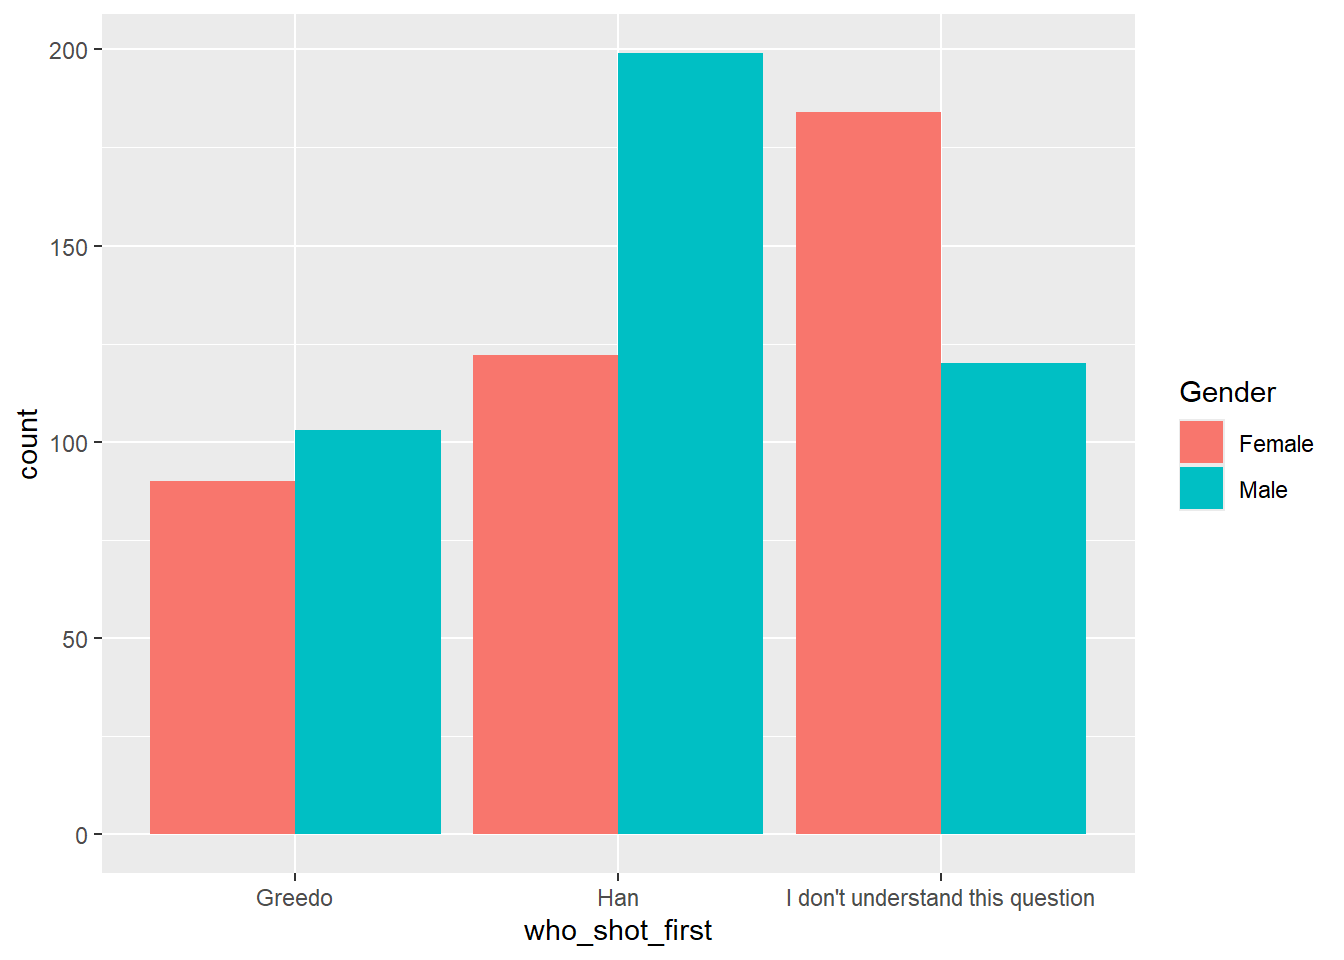 200
150
100
50
0
count
Greedo
Han
I don't understand this question
who_shot_first
Gender
Female
Male